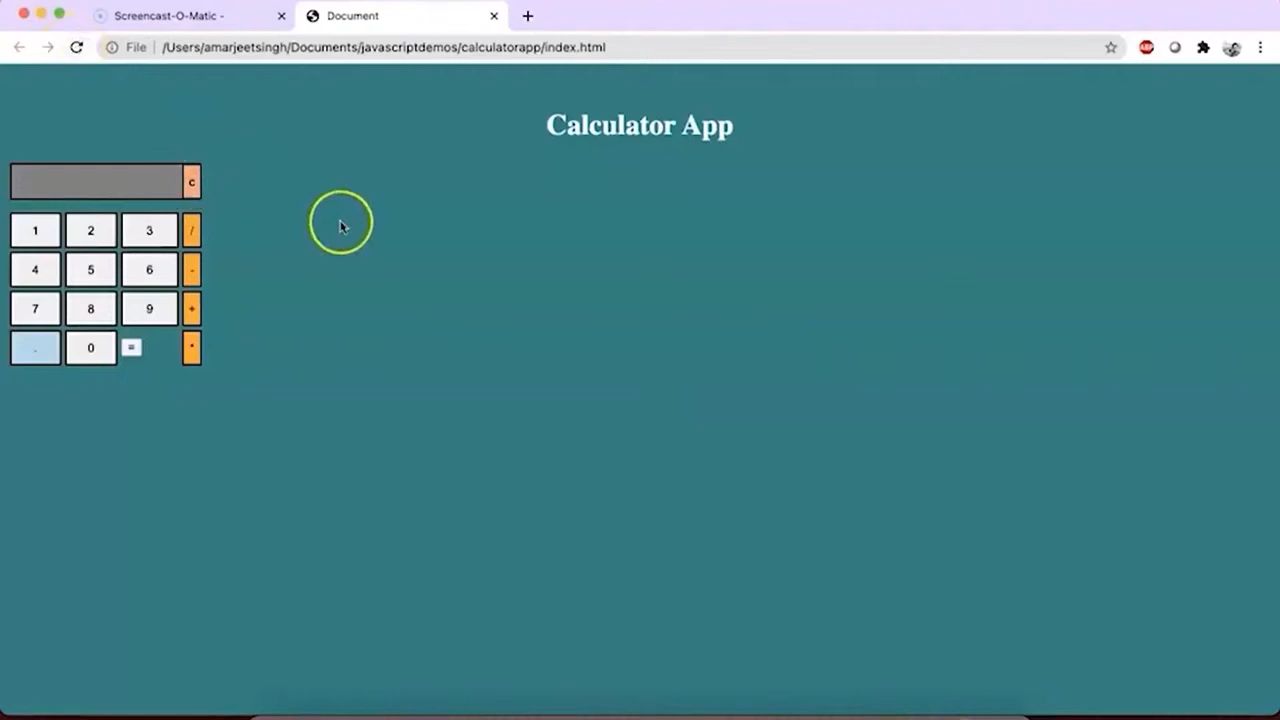 Screencast-O-Matic -
Document
File
/Users/amarjeetsingh/Documents/javascriptdemos/calculatorapp/index.html
ABP
Calculator App
c
1 2 3 /
4 5 6 -
7 8 9 +
. 0 = *